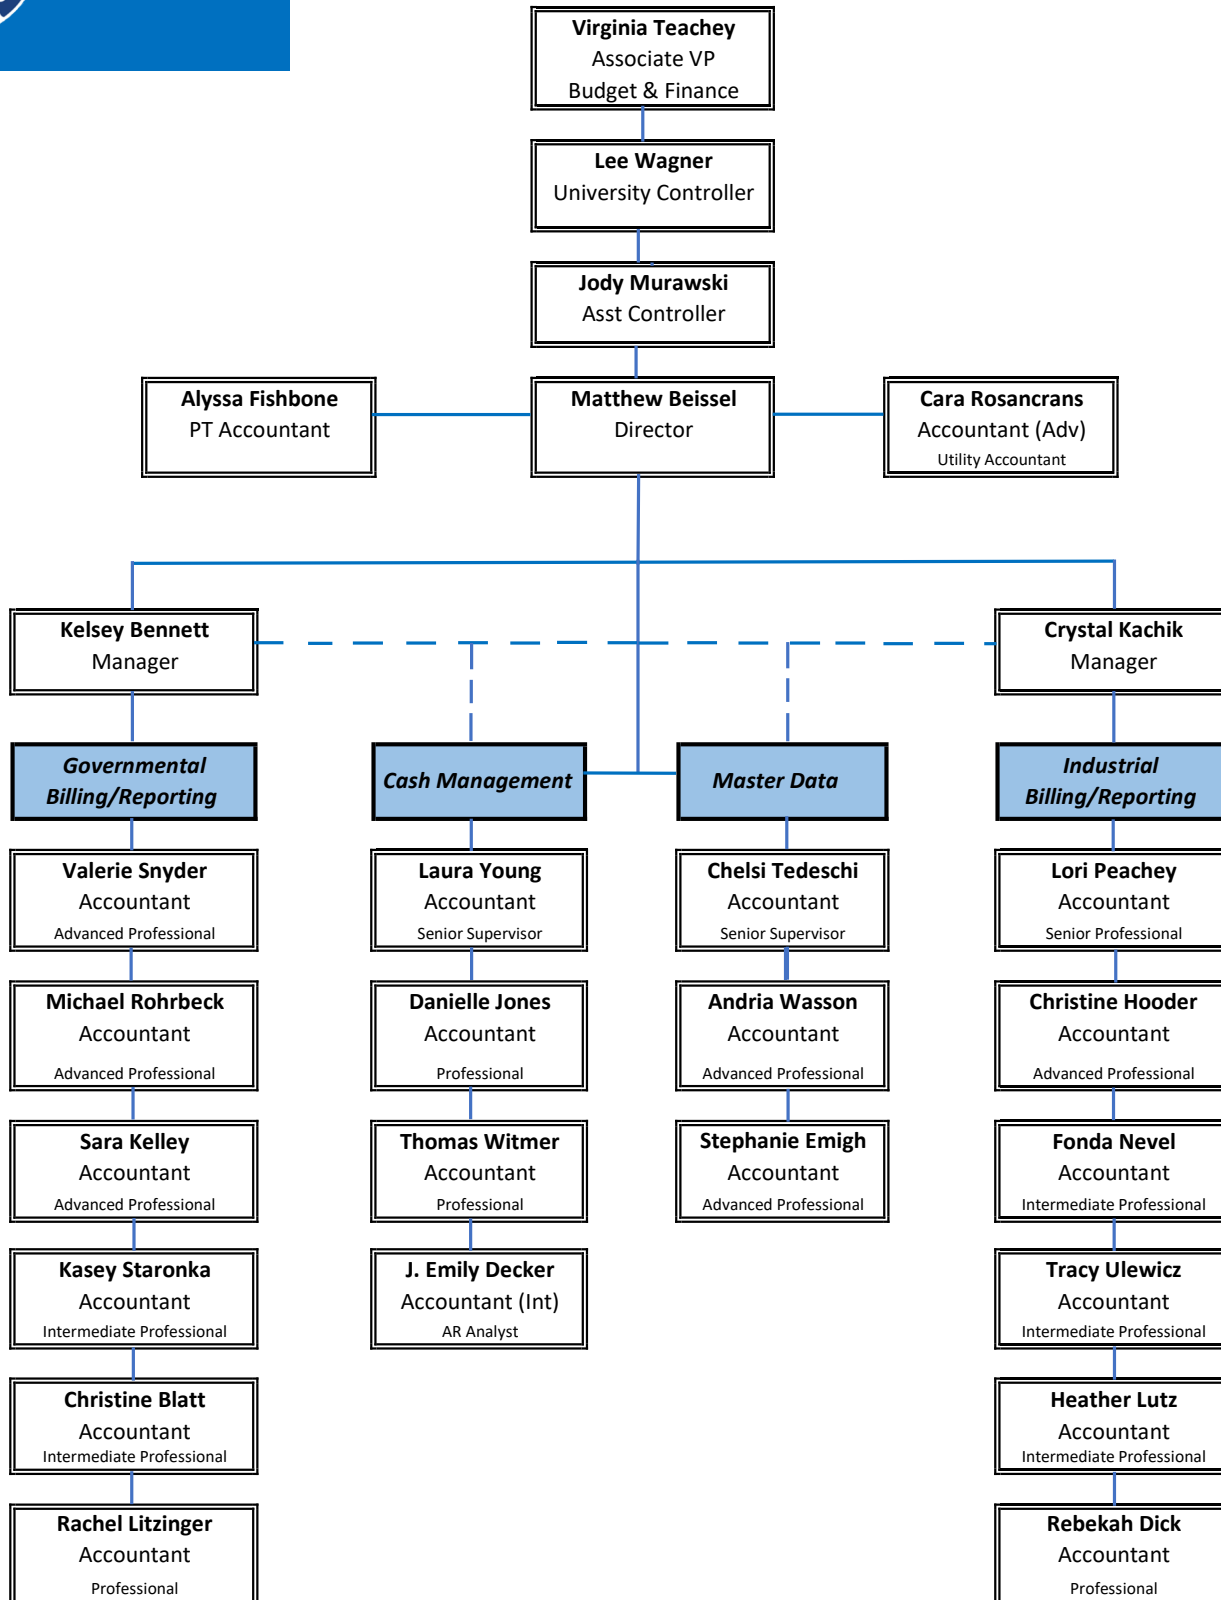 Virginia Teachey
Associate VP
Budget & Finance
Lee Wagner
University Controller
Jody Murawski
Asst Controller
Alyssa Fishbone
PT Accountant
Matthew Beissel
Director
Cara Rosancrans
Accountant (Adv)
Utility Accountant
Kelsey Bennett
Manager
Crystal Kachik
Manager
Governmental
Billing/Reporting
Valerie Snyder
Accountant
Advanced Professional
Michael Rohrbeck
Accountant
Advanced Professional
Sara Kelley
Accountant
Advanced Professional
Kasey Staronka
Accountant
Intermediate Professional
Christine Blatt
Accountant
Intermediate Professional
Rachel Litzinger
Accountant
Professional
Cash Management
Laura Young
Accountant
Senior Supervisor
Danielle Jones
Accountant
Professional
Thomas Witmer
Accountant
Professional
J. Emily Decker
Accountant (Int)
AR Analyst
Master Data
Chelsi Tedeschi
Accountant
Senior Supervisor
Andria Wasson
Accountant
Advanced Professional
Stephanie Emigh
Accountant
Advanced Professional
Industrial
Billing/Reporting
Lori Peachey
Accountant
Senior Professional
Christine Hooder
Accountant
Advanced Professional
Fonda Nevel
Accountant
Intermediate Professional
Tracy Ulewicz
Accountant
Intermediate Professional
Heather Lutz
Accountant
Intermediate Professional
Rebekah Dick
Accountant
Professional